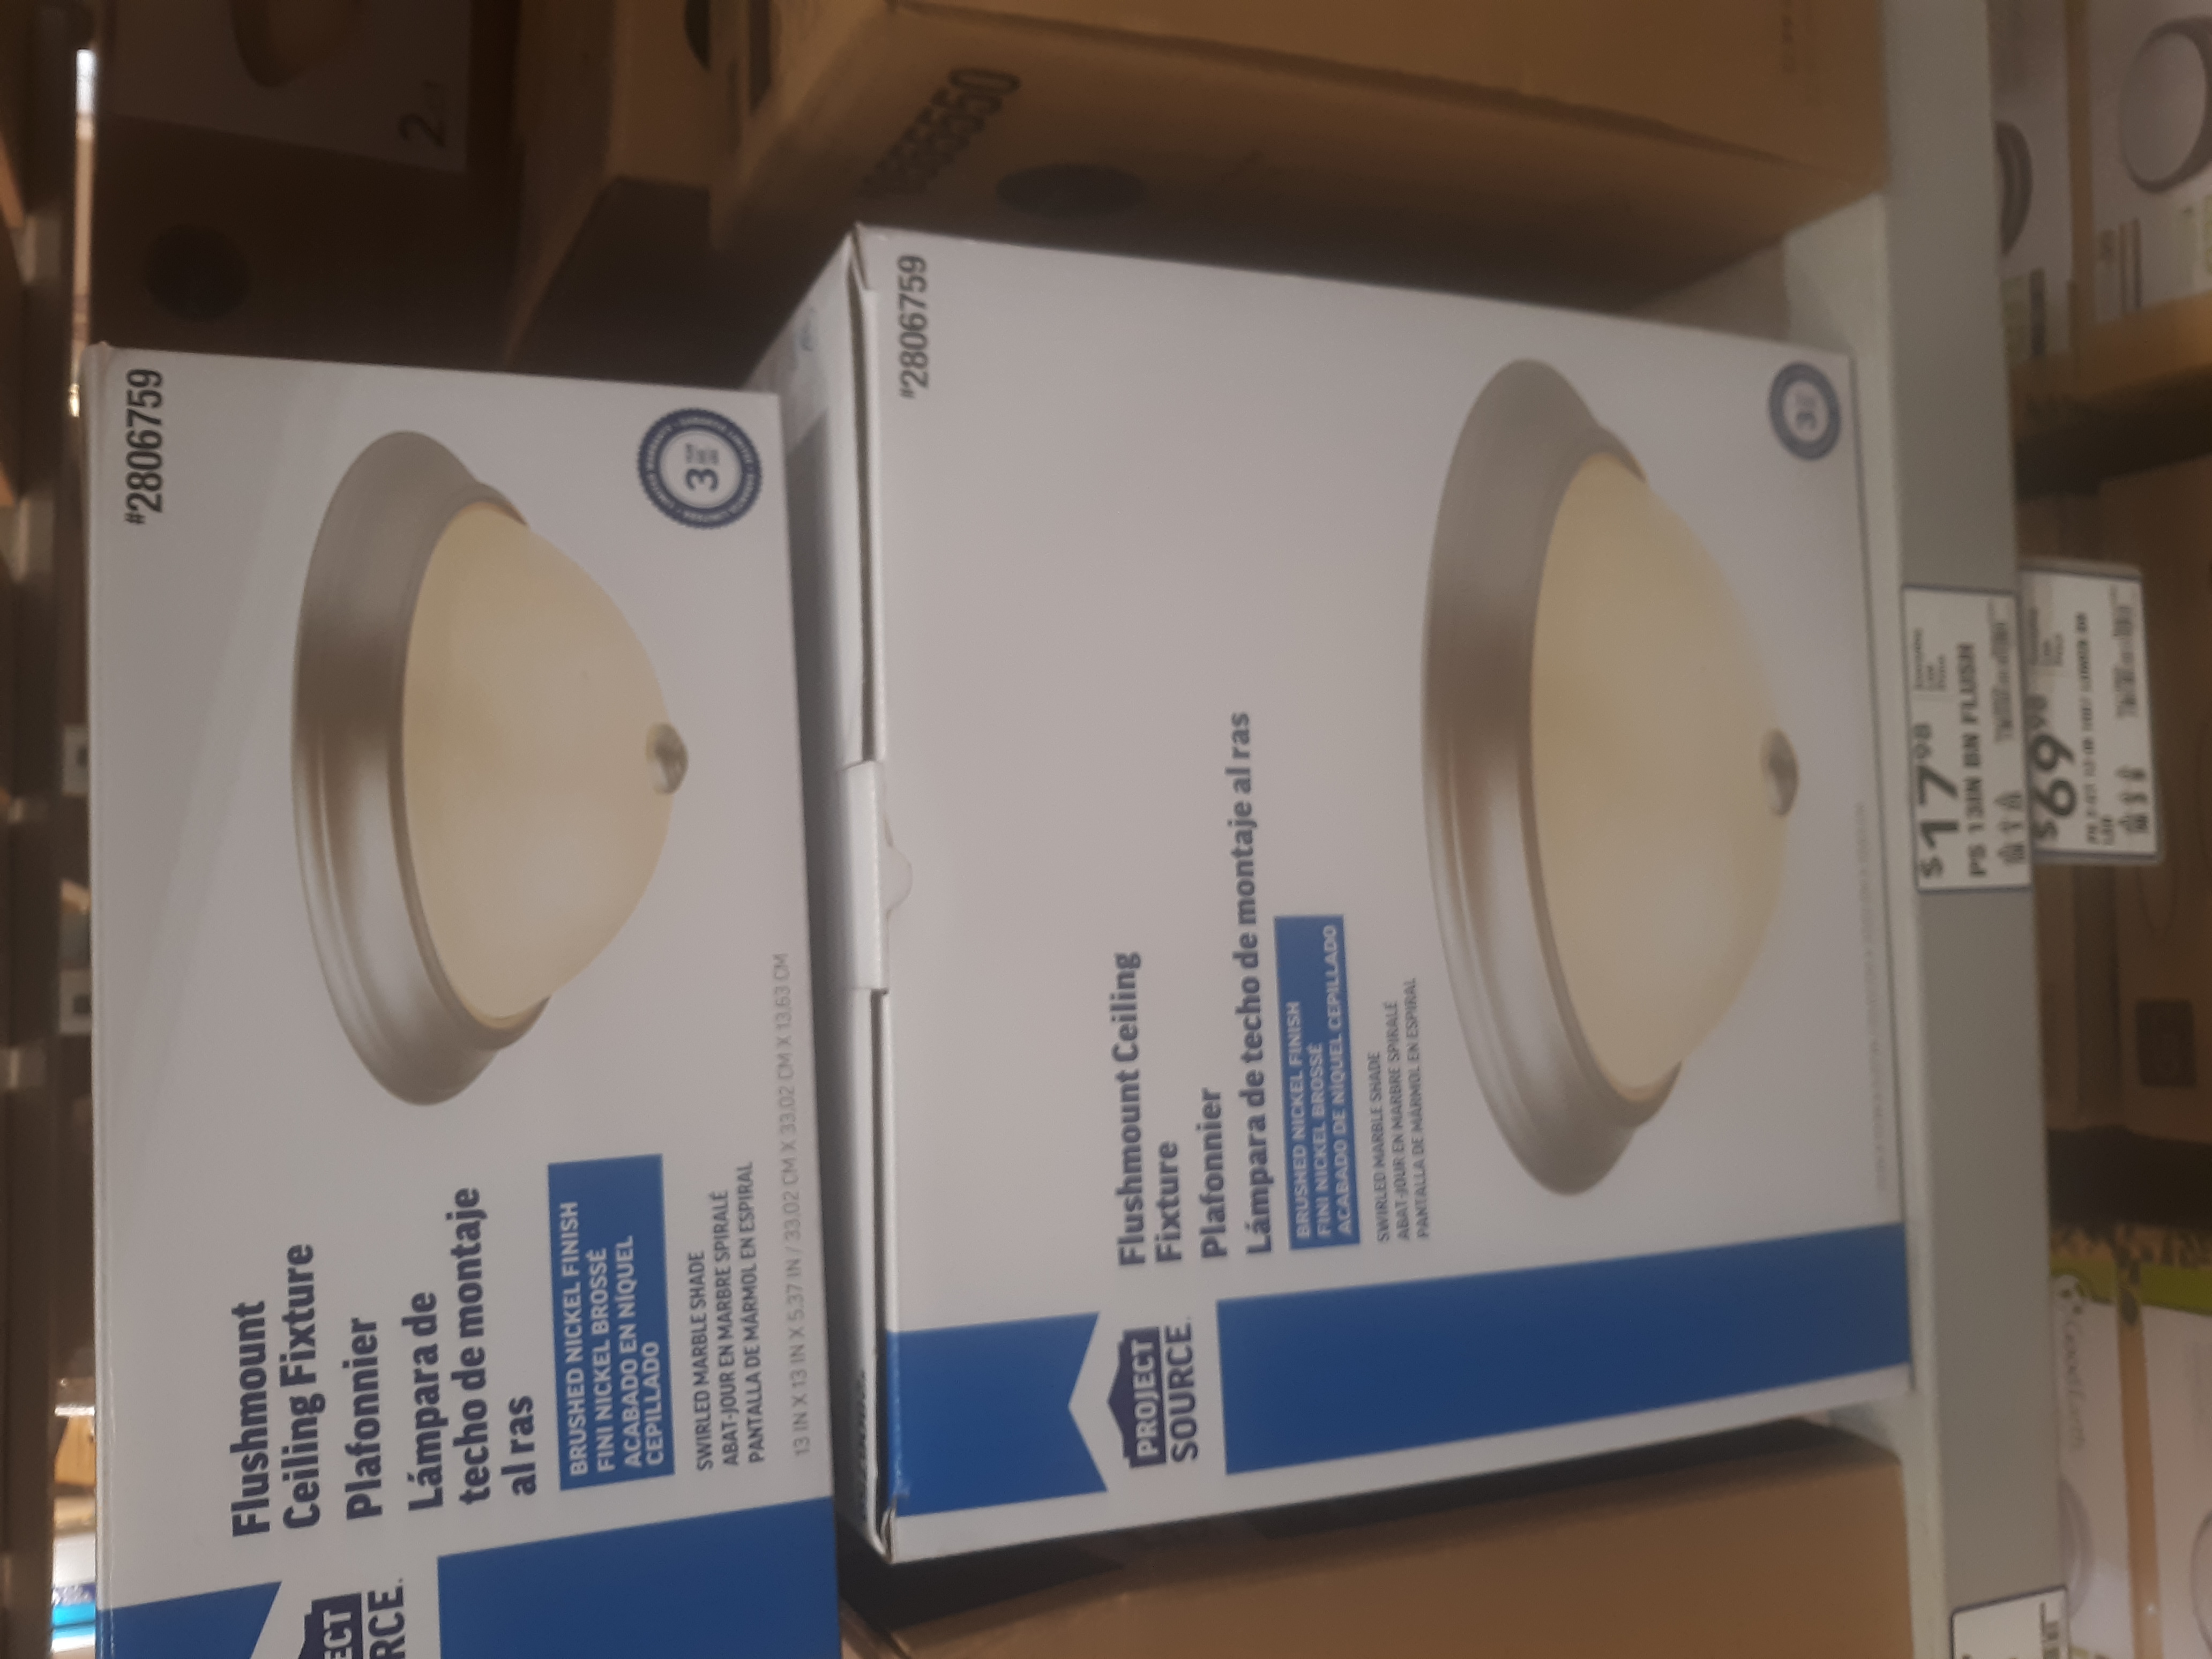 #2806759
Flushmount
Ceiling Fixture
Plafonnier
Lámpara de
techo de montaje
al ras
ECT
RCE.
BRUSHED NICKEL FINISH
FINI NICKEL BROSSÉ
ACABADO EN NÍQUEL
CEPILLADO
SWIRLED MARBLE SHADE
ABAT-JOUR EN MARBRE SPIRALÉ
PANTALLA DE MÁRMOL EN ESPIRAL
13 IN X 13 IN X 5.37 IN / 33,02 CM X 33,02 CM X 13,63 CM
3
2
#2806759
PROJECT
SOURCE.
Flushmount Ceiling
Fixture
Plafonnier
Lámpara de techo de montaje al ras
BRUSHED NICKEL FINISH
FINI NICKEL BROSSÉ
ACABADO DE NÍQUEL CEPILLADO
SWIRLED MARBLE SHADE
ABAT-JOUR EN MARBRE SPIRALÉ
PANTALLA DE MÁRMOL EN ESPIRAL
3
$17 98
PS 13IN BN FLUSH
$69 98